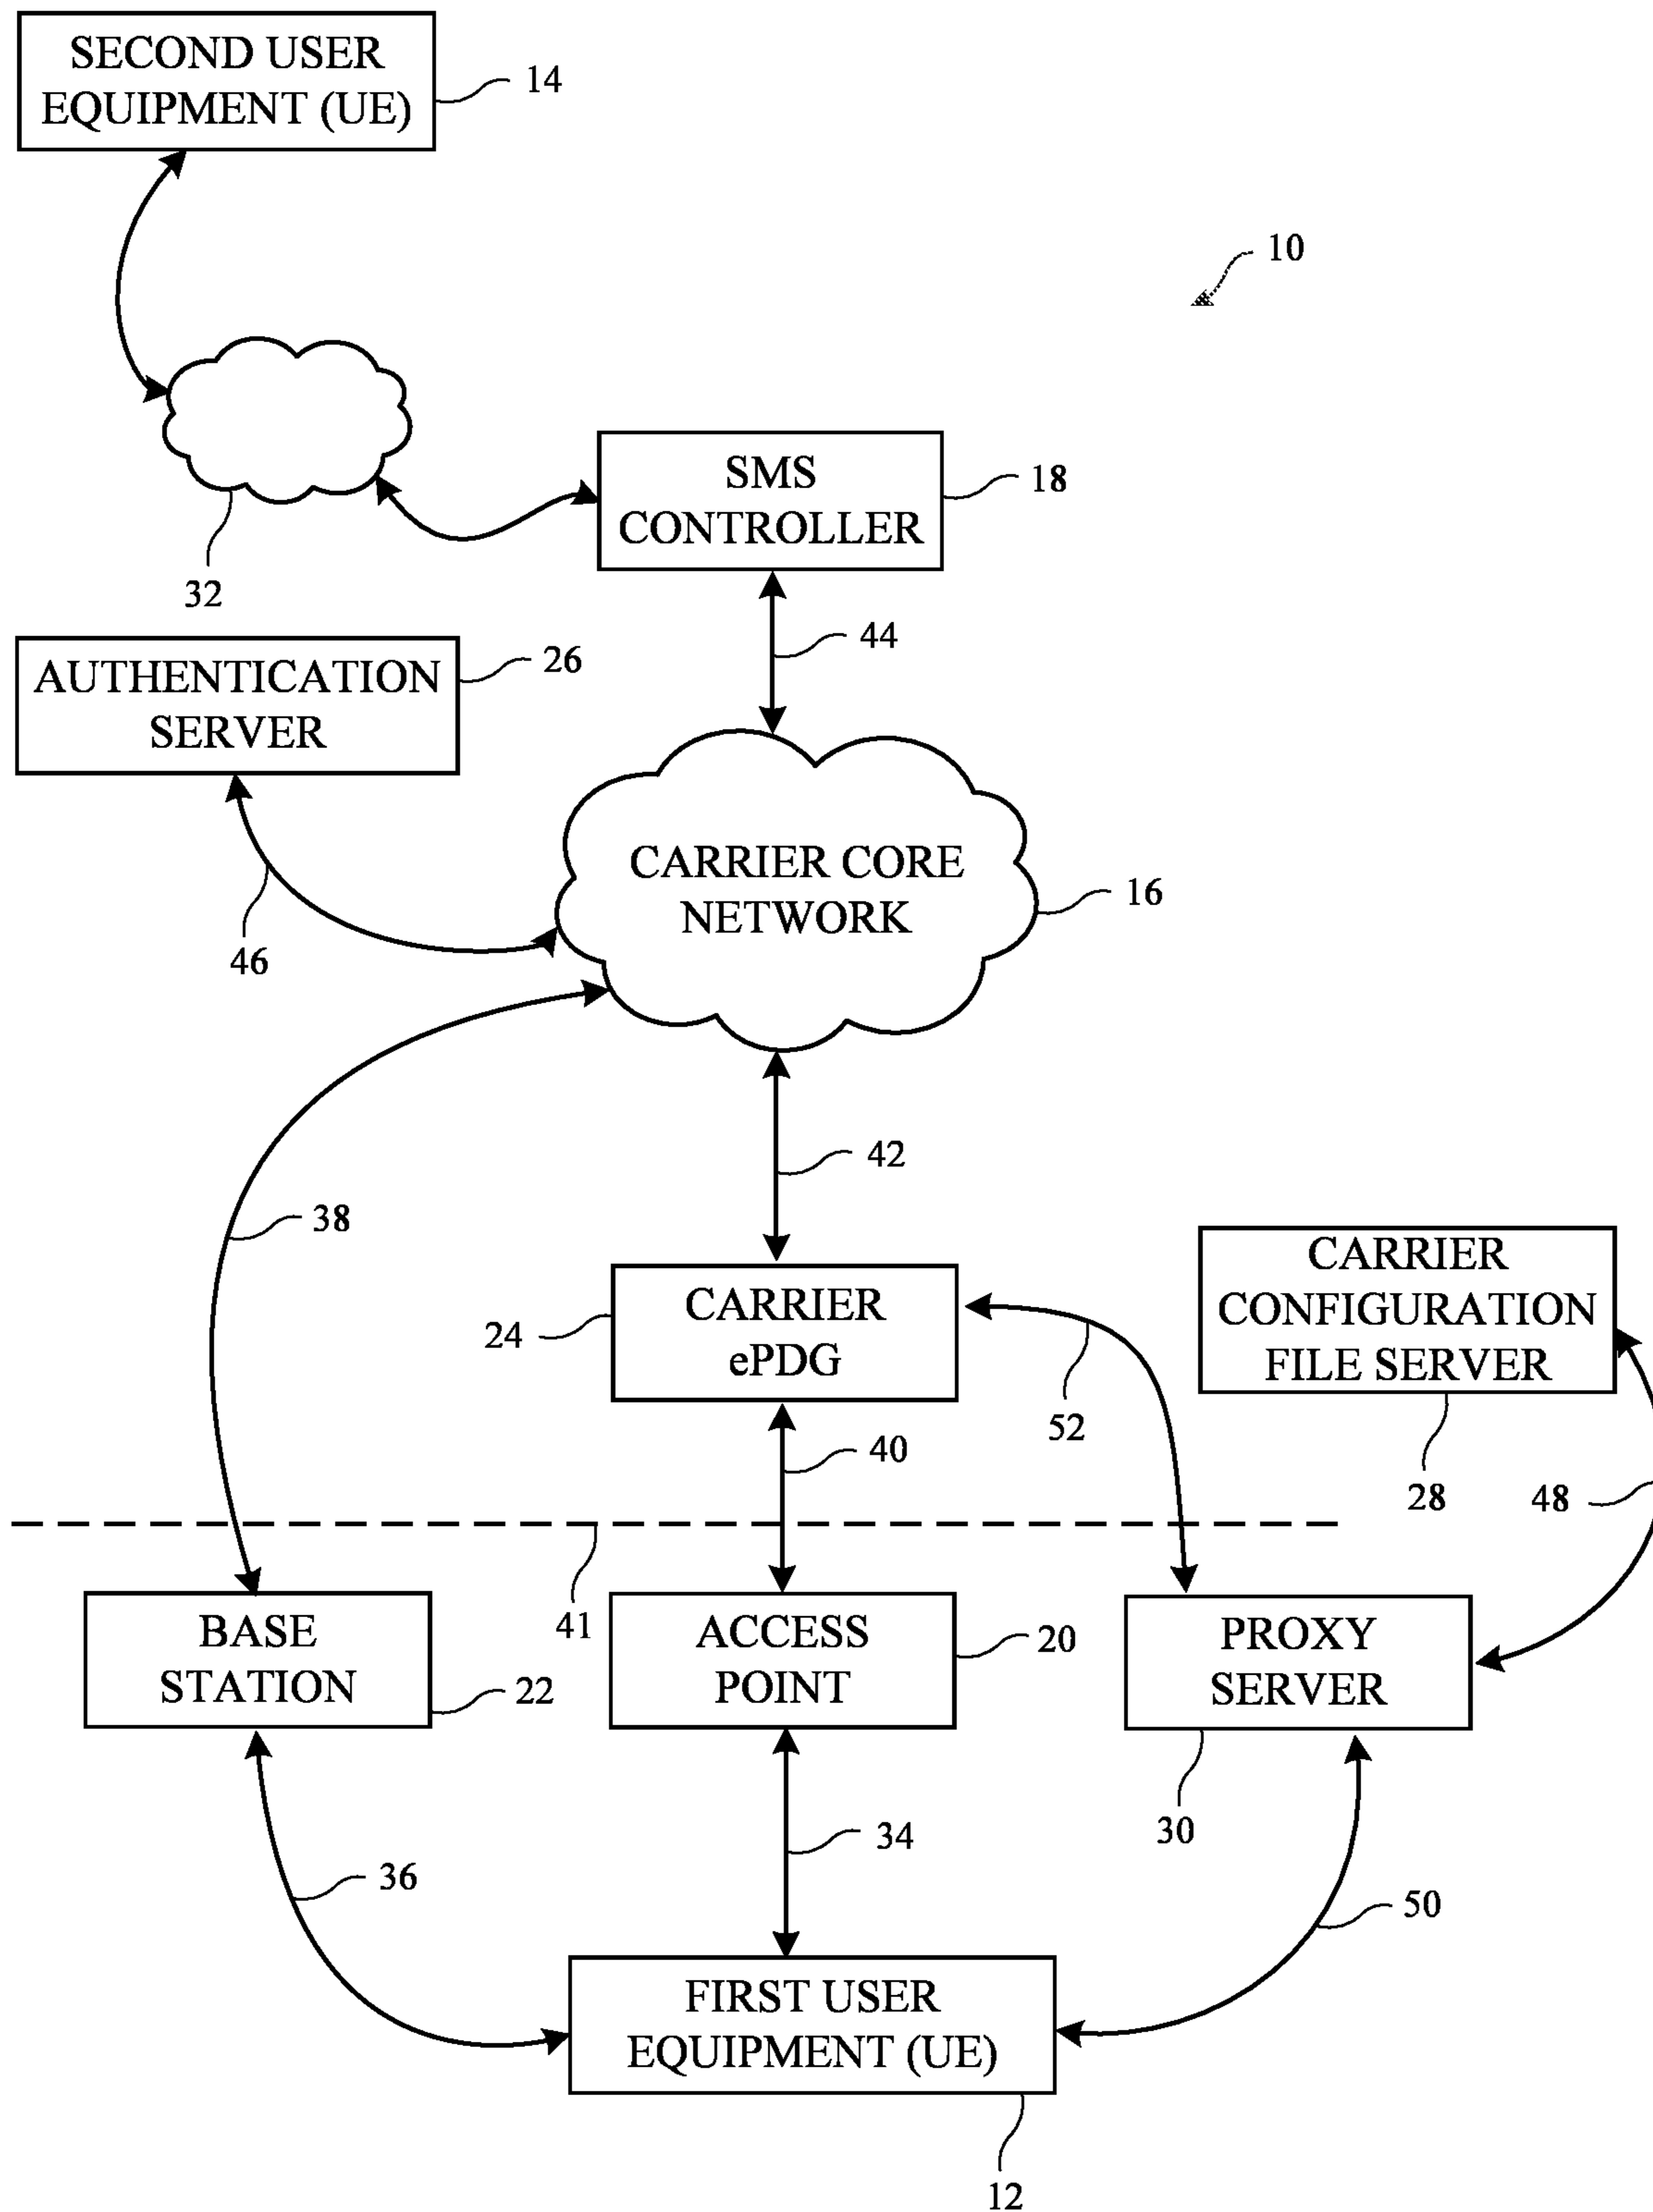 SECOND USER
EQUIPMENT (UE)
14
10
32
SMS
CONTROLLER
18
44
AUTHENTICATION
SERVER
26
46
CARRIER CORE
NETWORK
16
38
42
CARRIER
ePDG
24
52
CARRIER
CONFIGURATION
FILE SERVER
28
48
40
41
BASE
STATION
22
ACCESS
POINT
20
PROXY
SERVER
30
36
34
50
FIRST USER
EQUIPMENT (UE)
12